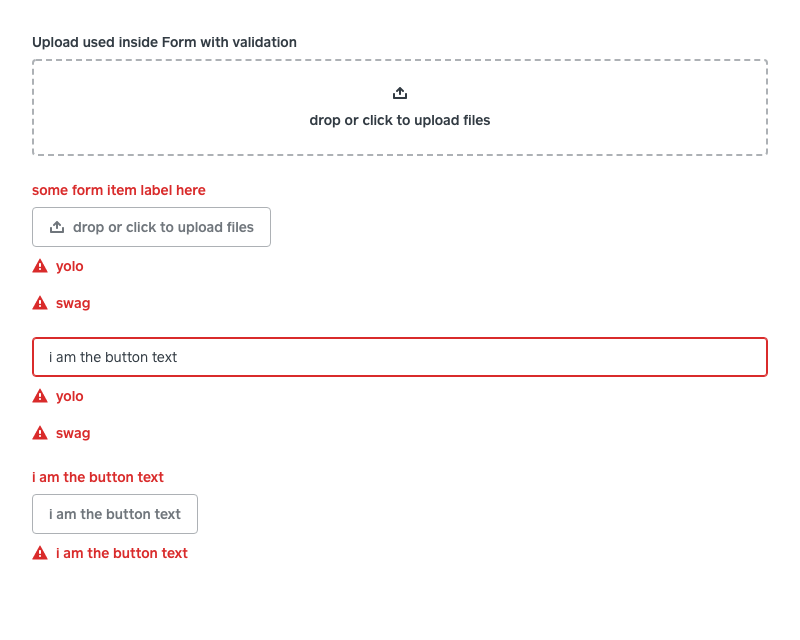 Upload used inside Form with validation
drop or click to upload files
some form item label here
drop or click to upload files
yolo
swag
i am the button text
yolo
swag
i am the button text
i am the button text
i am the button text